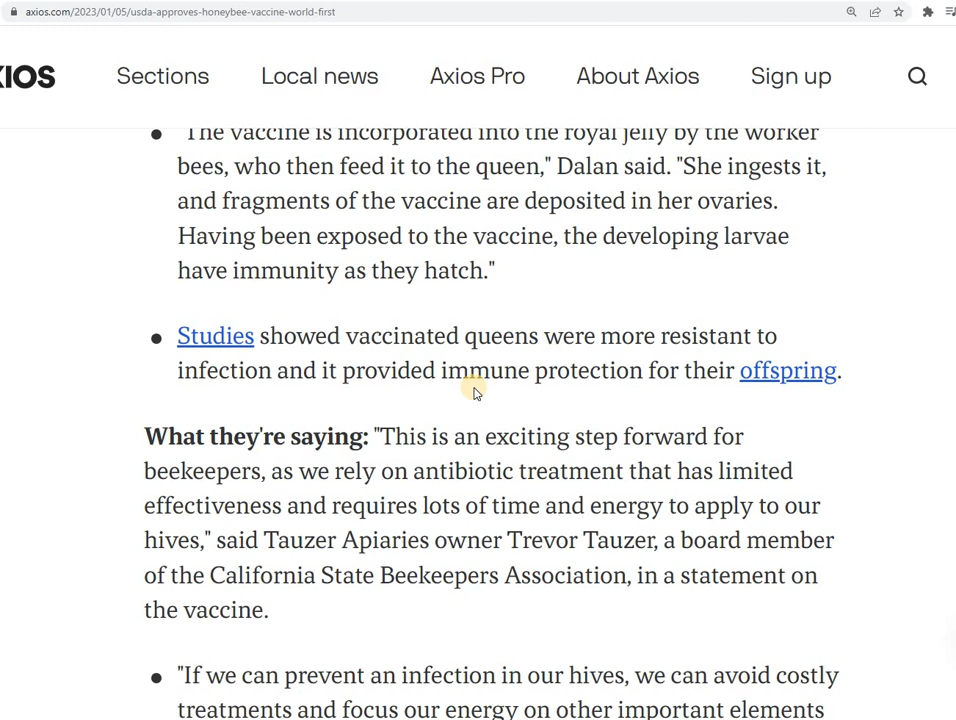 axios.com/2023/01/05/usda-approves-honeybee-vaccine-world-first
XIOS Sections Local news Axios Pro About Axios Sign up
"The vaccine is incorporated into the royal jelly by the worker
bees, who then feed it to the queen," Dalan said. "She ingests it,
and fragments of the vaccine are deposited in her ovaries.
Having been exposed to the vaccine, the developing larvae
have immunity as they hatch."
Studies showed vaccinated queens were more resistant to
infection and it provided immune protection for their offspring.
What they're saying: "This is an exciting step forward for
beekeepers, as we rely on antibiotic treatment that has limited
effectiveness and requires lots of time and energy to apply to our
hives," said Tauzer Apiaries owner Trevor Tauzer, a board member
of the California State Beekeepers Association, in a statement on
the vaccine.
"If we can prevent an infection in our hives, we can avoid costly
treatments and focus our energy on other important elements